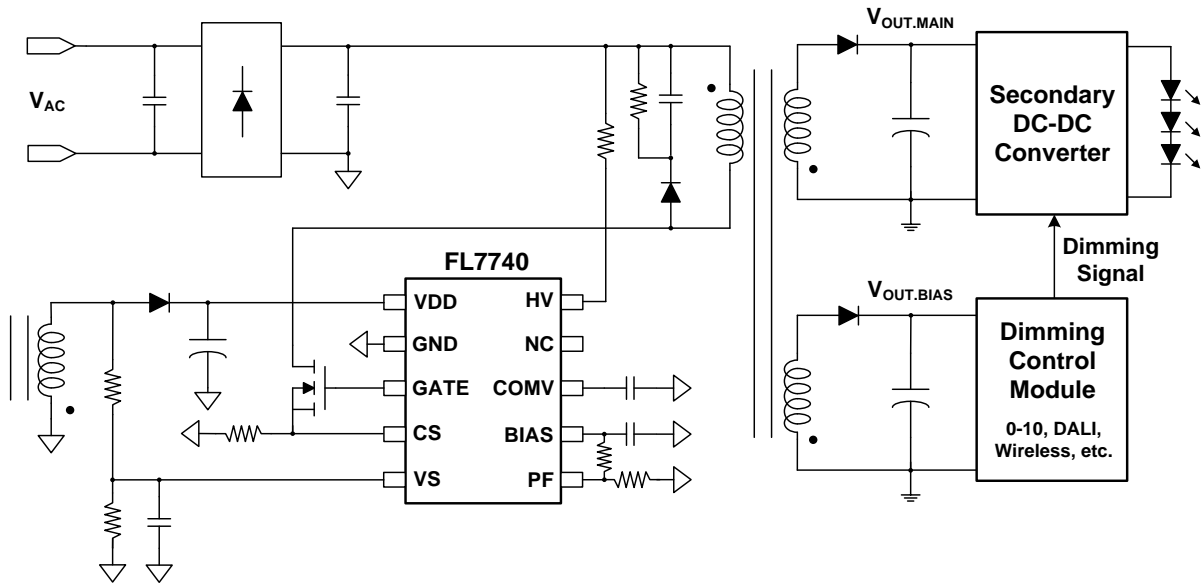 VAC
FL7740
VDD
GND
GATE
CS
VS
HV
NC
COMV
BIAS
PF
VOUT.MAIN
Secondary
DC-DC
Converter
Dimming
Signal
VOUT.BIAS
Dimming
Control
Module
0-10, DALI,
Wireless, etc.